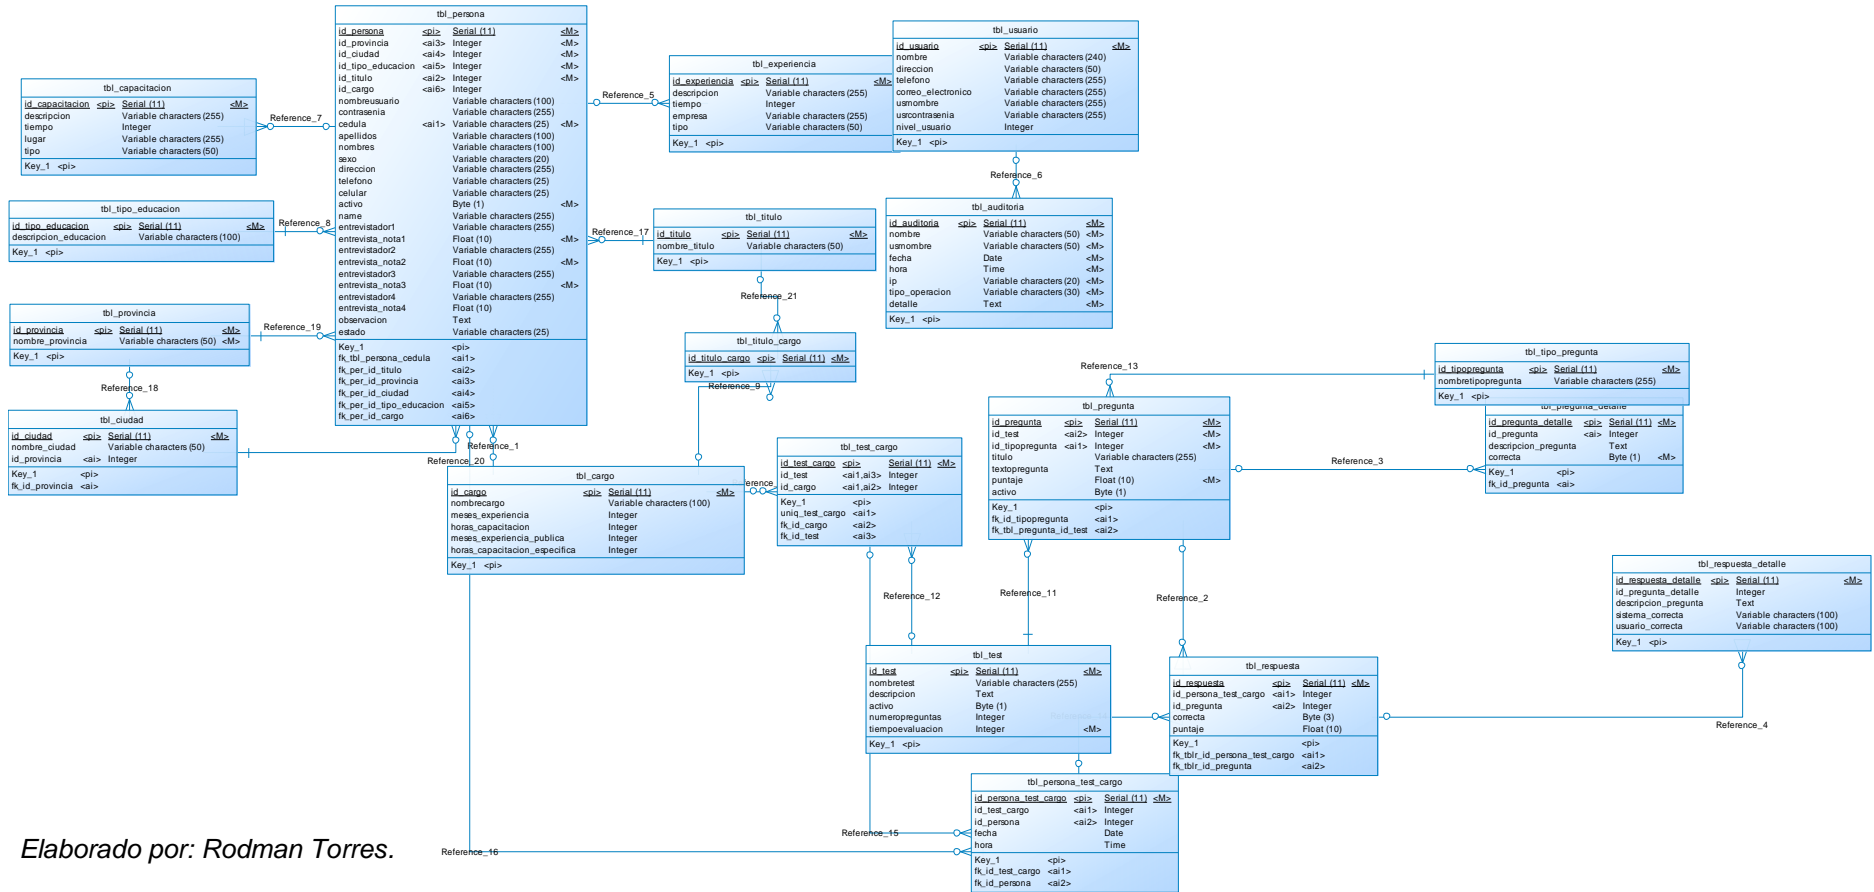 tbl_persona
id_persona <pi> Serial (11) <M>
id_provincia <ai3> Integer <M>
id_ciudad <ai4> Integer <M>
id_tipo_educacion <ai5> Integer <M>
id_titulo <ai2> Integer <M>
id_cargo <ai6> Integer
nombreusuario Variable characters (100)
contrasenia Variable characters (255)
cedula <ai1> Variable characters (25) <M>
apellidos Variable characters (100)
nombres Variable characters (100)
sexo Variable characters (20)
direccion Variable characters (255)
telefono Variable characters (25)
celular Variable characters (25)
activo Byte (1) <M>
name Variable characters (255)
entrevistador1 Variable characters (255)
entrevista_nota1 Float (10) <M>
entrevistador2 Variable characters (255)
entrevista_nota2 Float (10) <M>
entrevistador3 Variable characters (255)
entrevista_nota3 Float (10) <M>
entrevistador4 Variable characters (255)
entrevista_nota4 Float (10)
observacion Text
estado Variable characters (25)
Key_1 <pi>
fk_tbl_persona_cedula <ai1>
fk_per_id_titulo <ai2>
fk_per_id_provincia <ai3>
fk_per_id_ciudad <ai4>
fk_per_id_tipo_educacion <ai5>
fk_per_id_cargo <ai6>
tbl_capacitacion
id_capacitacion <pi> Serial (11) <M>
descripcion Variable characters (255)
tiempo Integer
lugar Variable characters (255)
tipo Variable characters (50)
Key_1 <pi>
Reference_7
tbl_tipo_educacion
id_tipo_educacion <pi> Serial (11) <M>
descripcion_educacion Variable characters (100)
Key_1 <pi>
Reference_8
tbl_provincia
id_provincia <pi> Serial (11) <M>
nombre_provincia Variable characters (50) <M>
Key_1 <pi>
Reference_19
Reference_18
tbl_ciudad
id_ciudad <pi> Serial (11) <M>
nombre_ciudad Variable characters (50)
id_provincia <ai> Integer
Key_1 <pi>
fk_id_provincia <ai>
Reference_20
Reference_1
Reference_5
tbl_experiencia
id_experiencia <pi> Serial (11) <M>
descripcion Variable characters (255)
tiempo Integer
empresa Variable characters (255)
tipo Variable characters (50)
Key_1 <pi>
tbl_usuario
id_usuario <pi> Serial (11) <M>
nombre Variable characters (240)
direccion Variable characters (50)
telefono Variable characters (255)
correo_electronico Variable characters (255)
usrnombre Variable characters (255)
usrcontrasenia Variable characters (255)
nivel_usuario Integer
Key_1 <pi>
Reference_6
tbl_auditoria
id_auditoria <pi> Serial (11) <M>
nombre Variable characters (50) <M>
usrnombre Variable characters (50) <M>
fecha Date <M>
hora Time <M>
ip Variable characters (20) <M>
tipo_operacion Variable characters (30) <M>
detalle Text <M>
Key_1 <pi>
Reference_17
tbl_titulo
id_titulo <pi> Serial (11) <M>
nombre_titulo Variable characters (50)
Key_1 <pi>
Reference_21
tbl_titulo_cargo
id_titulo_cargo <pi> Serial (11) <M>
Key_1 <pi>
Reference_9
tbl_cargo
id_cargo <pi> Serial (11) <M>
nombrecargo Variable characters (100)
meses_experiencia Integer
horas_capacitacion Integer
meses_experiencia_publica Integer
horas_capacitacion_especifica Integer
Key_1 <pi>
Reference
tbl_test_cargo
id_test_cargo <pi> Serial (11) <M>
id_test <ai1,ai3> Integer
id_cargo <ai1,ai2> Integer
Key_1 <pi>
uniq_test_cargo <ai1>
fk_id_cargo <ai2>
fk_id_test <ai3>
Reference_13
tbl_tipo_pregunta
id_tipopregunta <pi> Serial (11) <M>
nombretipopregunta Variable characters (255)
Key_1 <pi>
tbl_pregunta
id_pregunta <pi> Serial (11) <M>
id_test <ai2> Integer <M>
id_tipopregunta <ai1> Integer <M>
titulo Variable characters (255)
textopregunta Text
puntaje Float (10) <M>
activo Byte (1)
Key_1 <pi>
fk_id_tipopregunta <ai1>
fk_tbl_pregunta_id_test <ai2>
tbl_pregunta_detalle
id_pregunta_detalle <pi> Serial (11) <M>
id_pregunta <ai> Integer
descripcion_pregunta Text
correcta Byte (1) <M>
Key_1 <pi>
fk_id_pregunta <ai>
Reference_3
Reference_12
Reference_11
Reference_2
tbl_respuesta_detalle
id_respuesta_detalle <pi> Serial (11) <M>
id_pregunta_detalle Integer
descripcion_pregunta Text
sistema_correcta Variable characters (100)
usuario_correcta Variable characters (100)
Key_1 <pi>
tbl_test
id_test <pi> Serial (11) <M>
nombretest Variable characters (255)
descripcion Text
activo Byte (1)
numeropreguntas Integer
tiempoevaluacion Integer <M>
Key_1 <pi>
tbl_respuesta
id_respuesta <pi> Serial (11) <M>
id_persona_test_cargo <ai1> Integer
id_pregunta <ai2> Integer
correcta Byte (3)
puntaje Float (10)
Key_1 <pi>
fk_tblr_id_persona_test_cargo <ai1>
fk_tblr_id_pregunta <ai2>
Reference_4
tbl_persona_test_cargo
id_persona_test_cargo <pi> Serial (11) <M>
id_test_cargo <ai1> Integer
id_persona <ai2> Integer
fecha Date
hora Time
Key_1 <pi>
fk_id_test_cargo <ai1>
fk_id_persona <ai2>
Reference_15
Reference_16
Elaborado por: Rodman Torres.